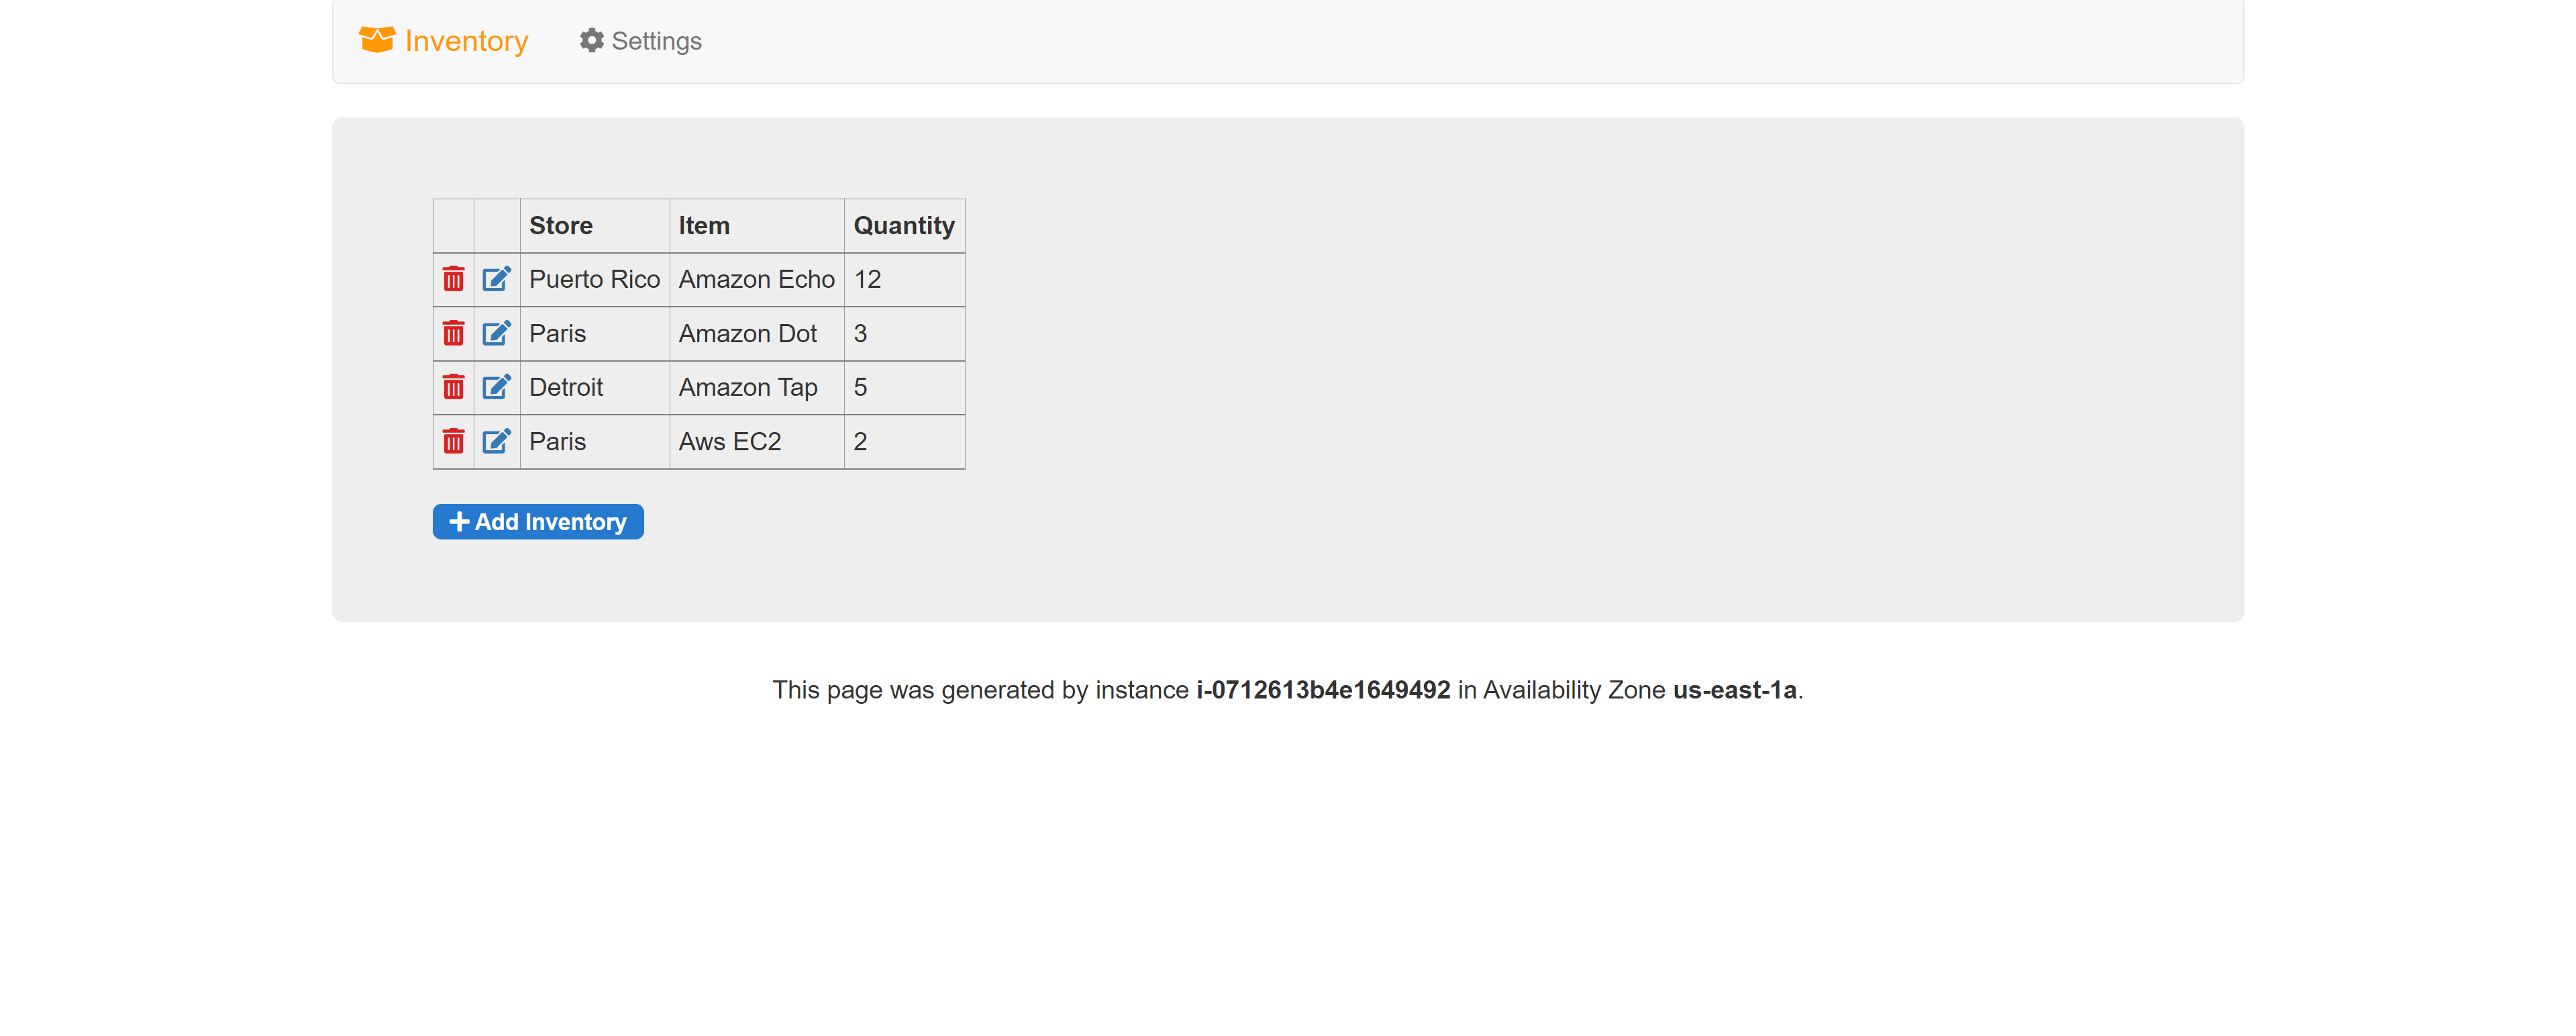 Inventory Settings
Store Item Quantity
Puerto Rico Amazon Echo 12
Paris Amazon Dot 3
Detroit Amazon Tap 5
Paris Aws EC2 2
Add Inventory
This page was generated by instance i-0712613b4e1649492 in Availability Zone us-east-1a.